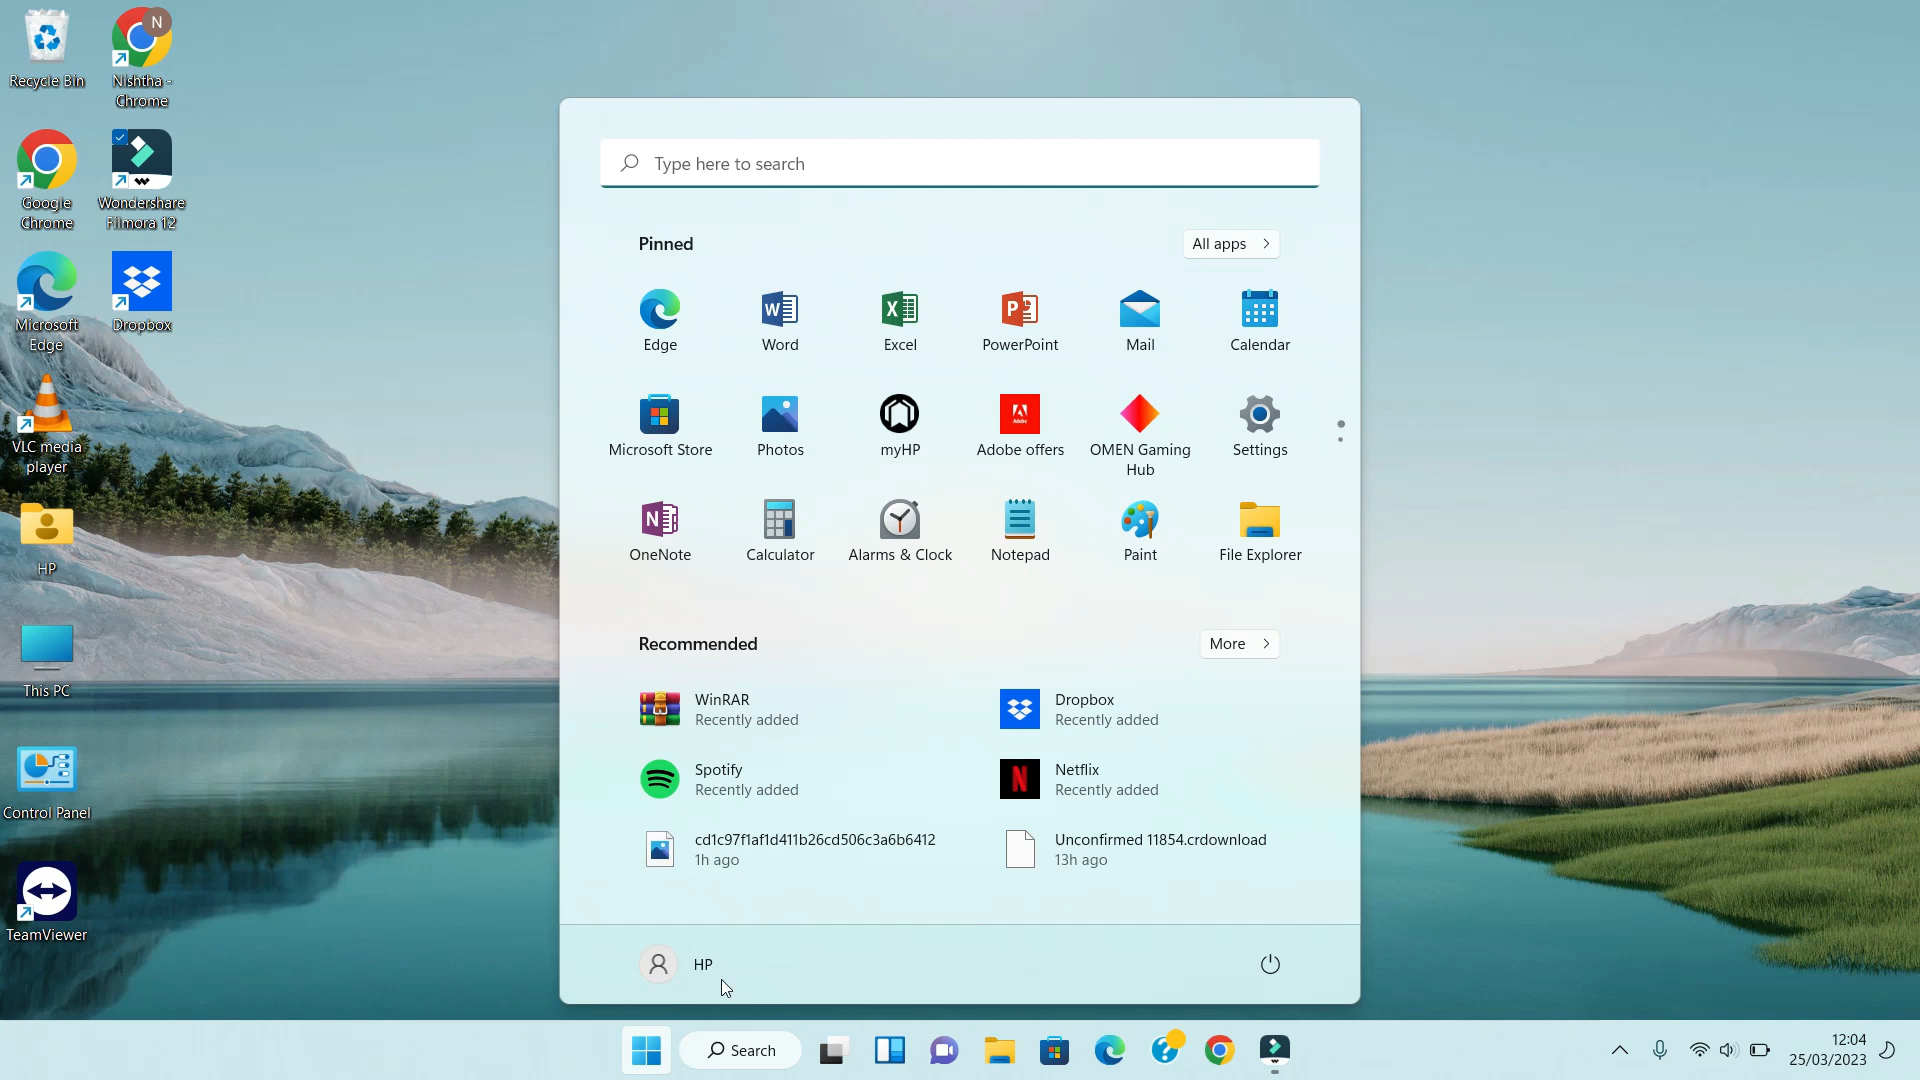 Recycle Bin
N
Nishtha -
Chrome
Google
Chrome
Wondershare
Filmora 12
Microsoft
Edge
Dropbox
VLC media
player
HP
This PC
Control Panel
TeamViewer
Type here to search
Pinned
All apps
Edge
Word
Excel
PowerPoint
Mail
Calendar
Microsoft Store
Photos
myHP
Adobe offers
OMEN Gaming
Hub
Settings
OneNote
Calculator
Alarms & Clock
Notepad
Paint
File Explorer
Recommended
More
WinRAR
Recently added
Dropbox
Recently added
Spotify
Recently added
Netflix
Recently added
cd1c97f1af1d411b26cd506c3a6b6412
1h ago
Unconfirmed 11854.crdownload
13h ago
HP
Search
12:04
25/03/2023